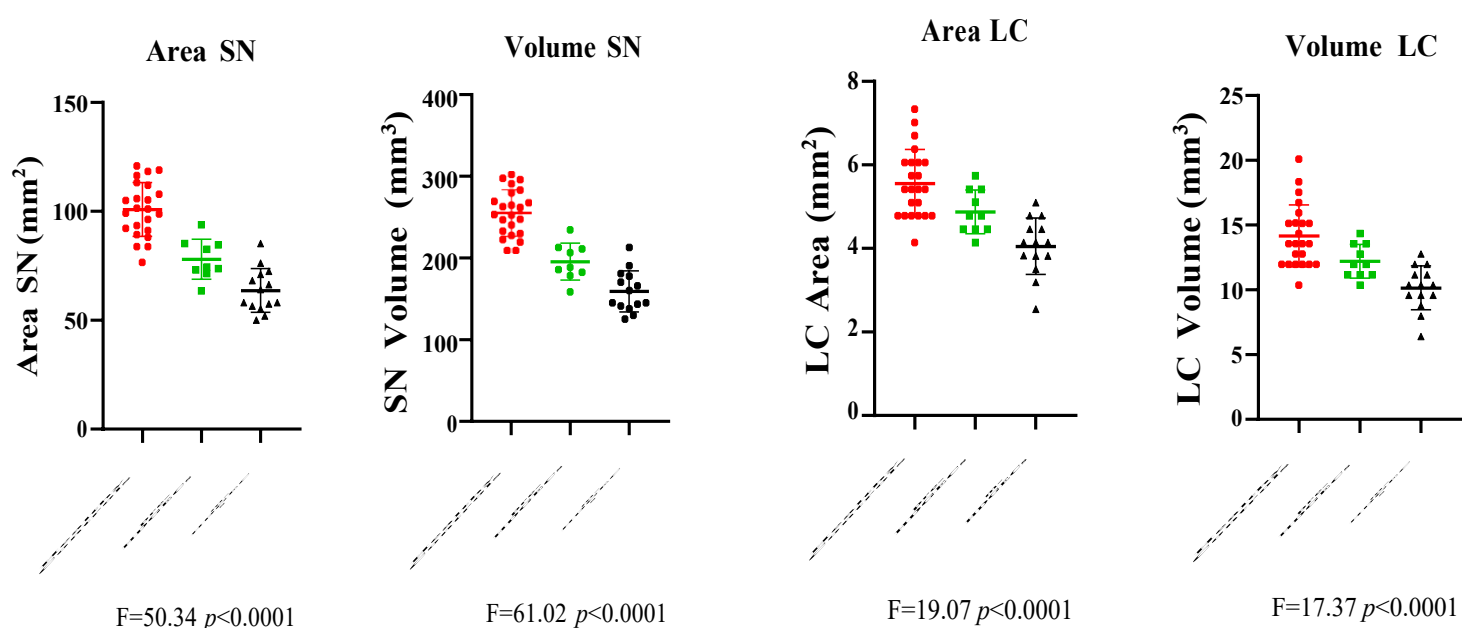 Area SN
Area SN (mm²)
150
100
50
0
F=50.34 p<0.0001
Volume SN
SN Volume (mm³)
400
300
200
100
0
F=61.02 p<0.0001
Area LC
LC Area (mm²)
8
6
4
2
0
F=19.07 p<0.0001
Volume LC
LC Volume (mm³)
25
20
15
10
5
0
F=17.37 p<0.0001